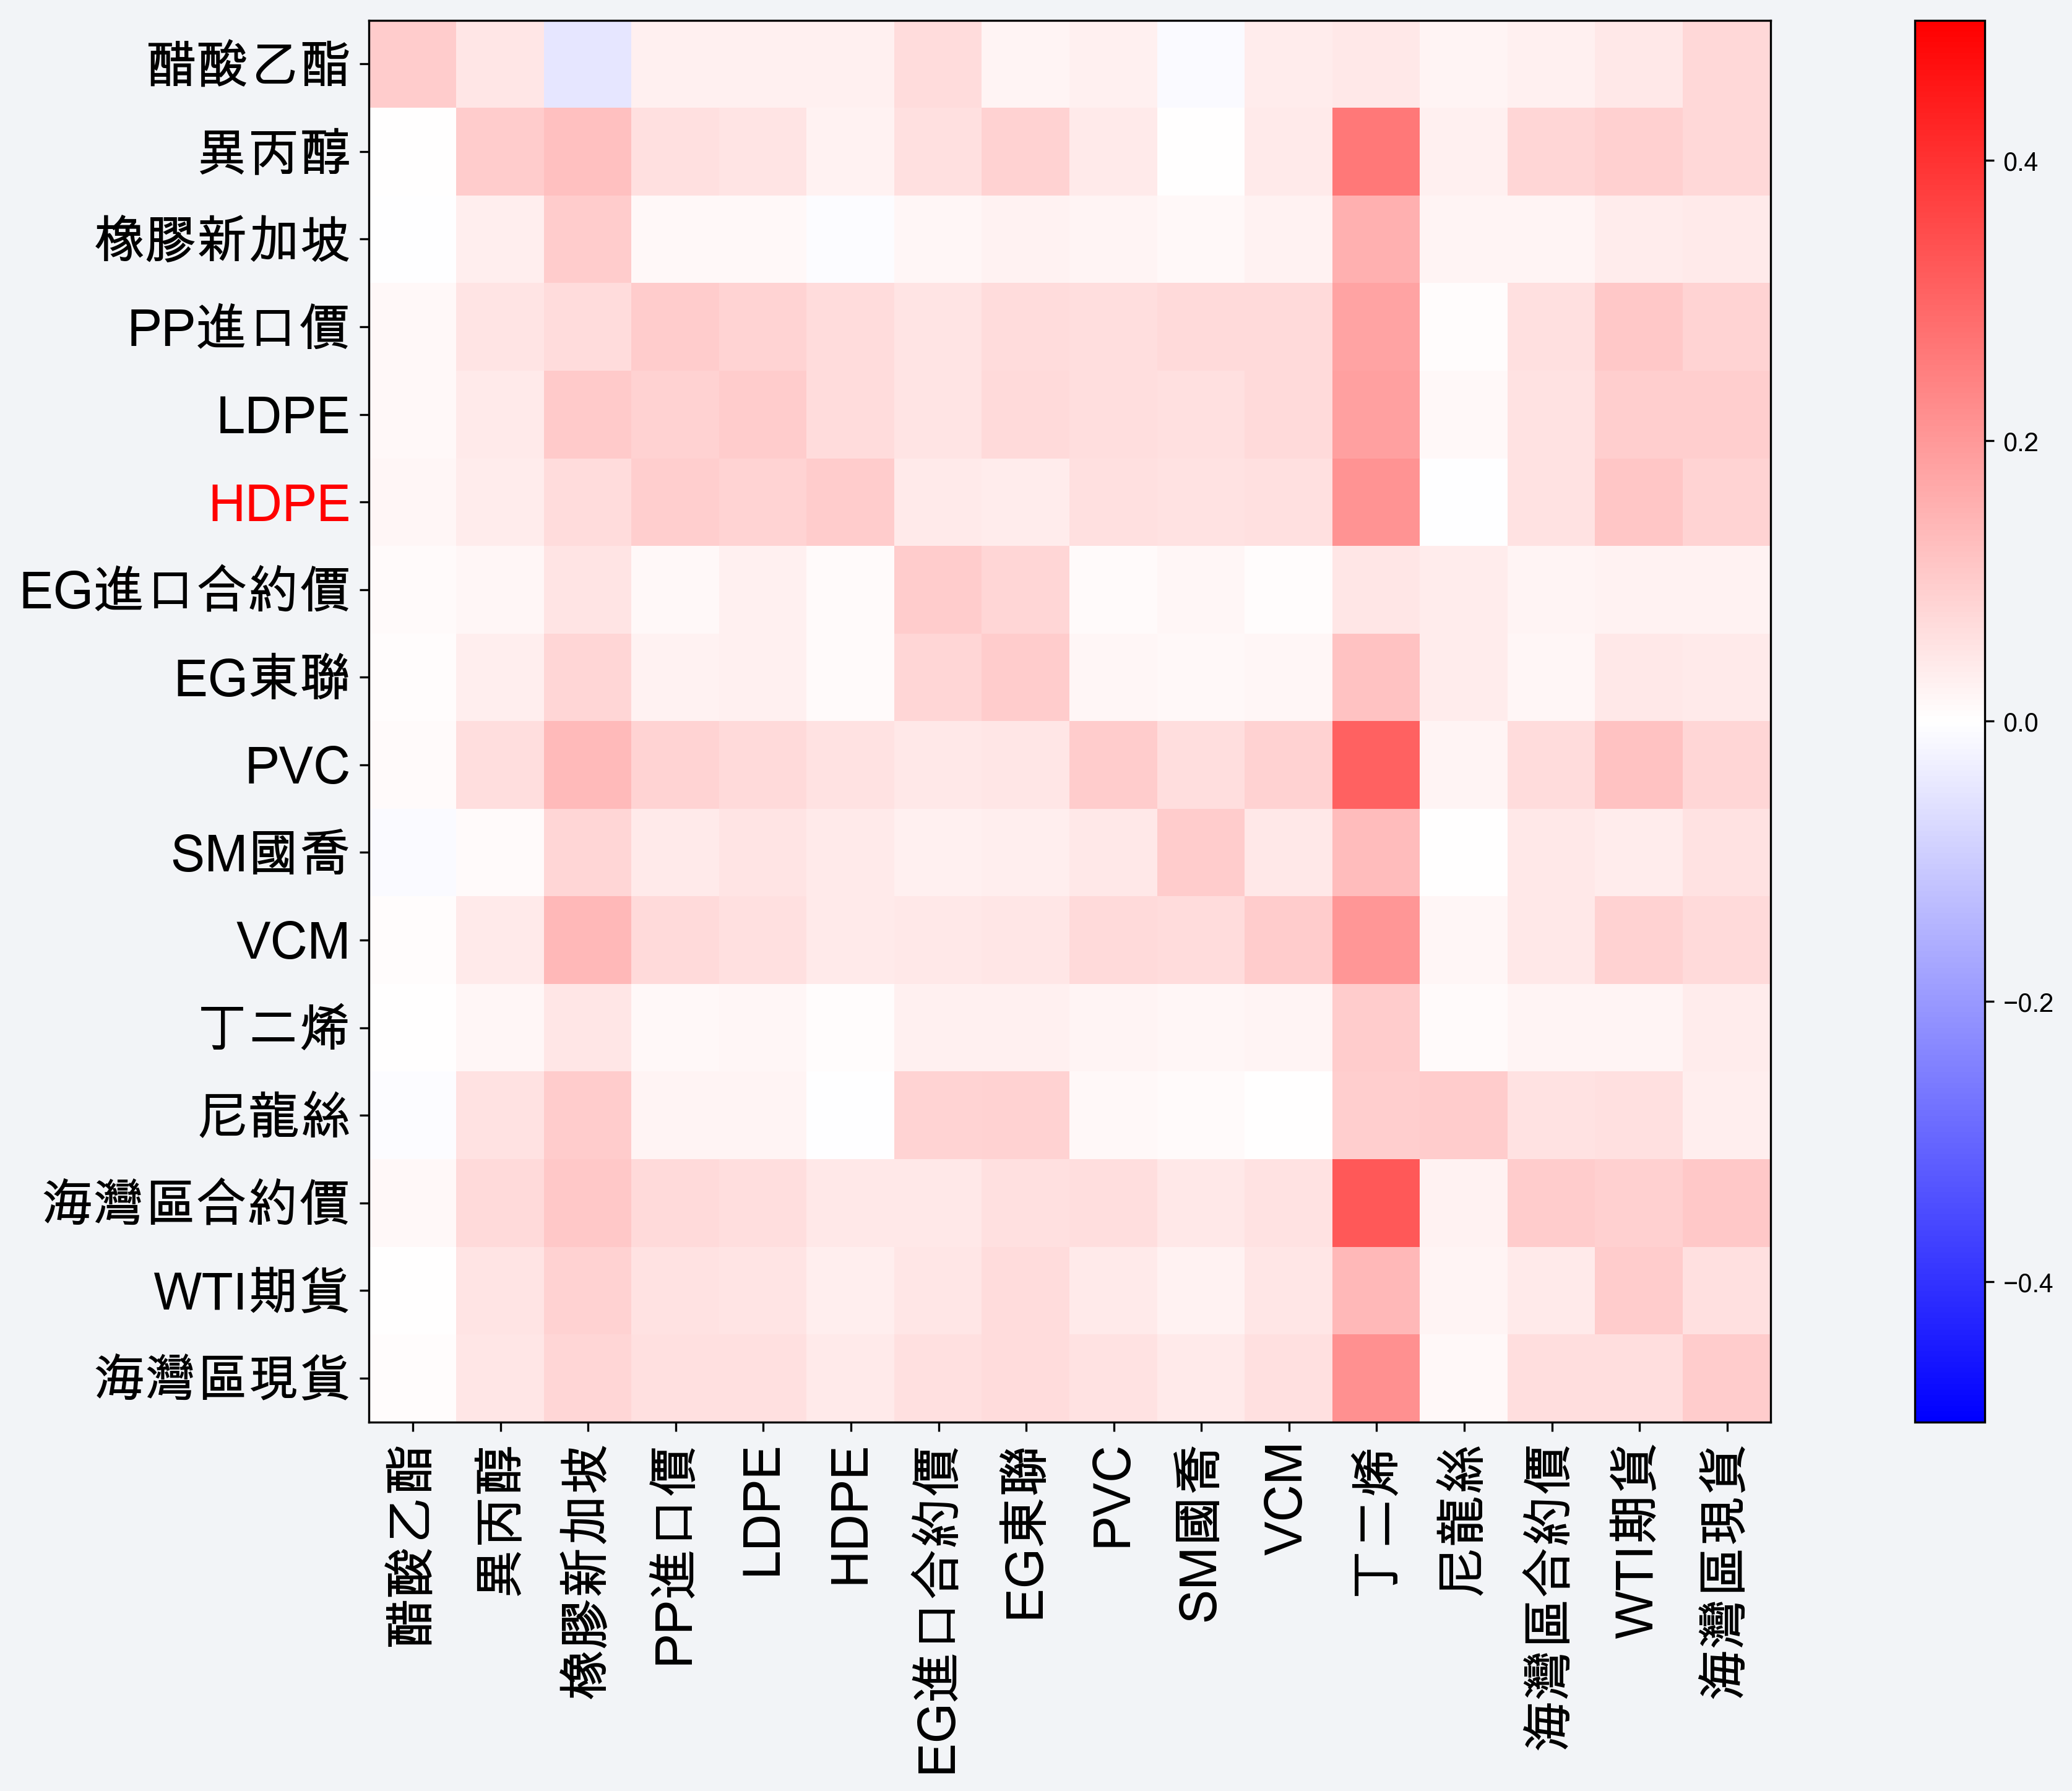 醋酸乙酯
異丙醇
橡膠新加坡
PP進口價
LDPE
HDPE
EG進口合約價
EG東聯
PVC
SM國喬
VCM
丁二烯
尼龍絲
海灣區合約價
WTI期貨
海灣區現貨
醋酸乙酯
異丙醇
橡膠新加坡
PP進口價
LDPE
HDPE
EG進口合約價
EG東聯
PVC
SM國喬
VCM
丁二烯
尼龍絲
海灣區合約價
WTI期貨
海灣區現貨
0.4
0.2
0.0
−0.2
−0.4